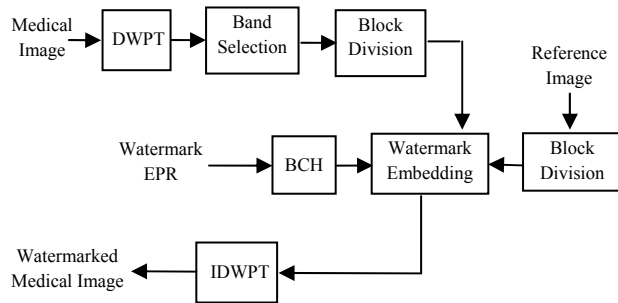 Medical
Image
DWPT
Band
Selection
Block
Division
Reference
Image
Watermark
EPR
BCH
Watermark
Embedding
Block
Division
Watermarked
Medical Image
IDWPT